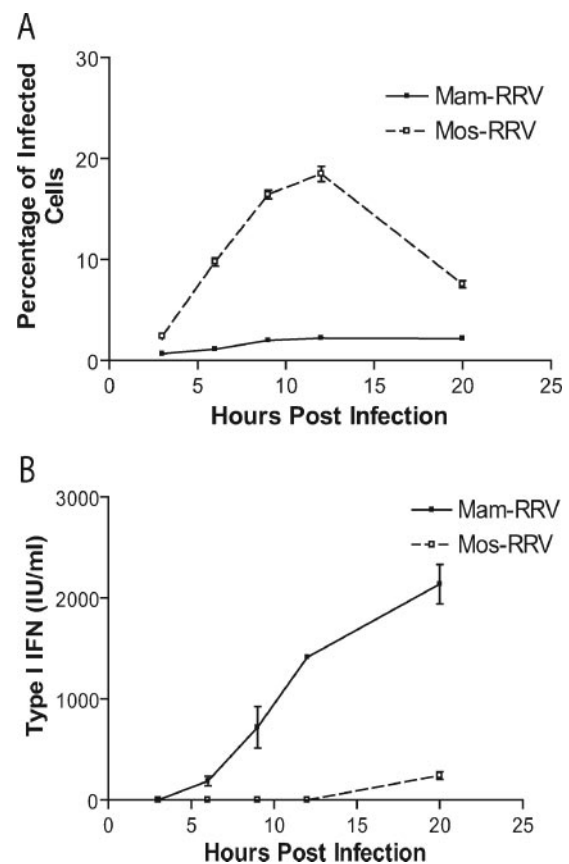 A
30
20
10
0
Percentage of Infected
Cells
Mam-RRV
Mos-RRV
0 5 10 15 20 25
Hours Post Infection
B
3000
2000
1000
0
Type I IFN (IU/ml)
Mam-RRV
Mos-RRV
0 5 10 15 20 25
Hours Post Infection